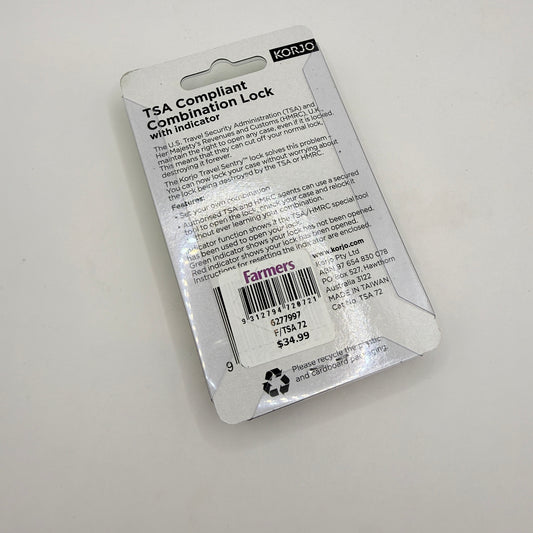 KORJO
TSA Compliant
Combination Lock
with indicator
The U.S. Travel Security Administration (TSA) and
Her Majesty's Revenues and Customs (HMRC), U.K.,
maintain the right to open any case, even if it is locked.
This means that they can cut off your normal lock,
destroying it forever.
The Korjo Travel Sentry™ lock solves this problem –
You can now lock your case without worrying about
the lock being destroyed by the TSA or HMRC.
Features:
• Set your own combination
• Authorised TSA and HMRC agents can use a secured
tool to open the lock, check your case and relock it
without ever learning your combination.
Indicator function shows if the TSA/HMRC special tool
has been used to open your lock.
Green indicator shows your lock has not been opened.
Red indicator shows your lock has been opened.
Instructions for resetting the indicator are enclosed.
www.korjo.com
Korjo Pty Ltd
ABN 97 654 830 078
PO Box 527, Hawthorn
Australia 3122
MADE IN TAIWAN
Cat No. TSA 72
Farmers
9 312794 720721
6277997
F/TSA 72
$34.99
9
Please recycle the plastic
and cardboard packaging.